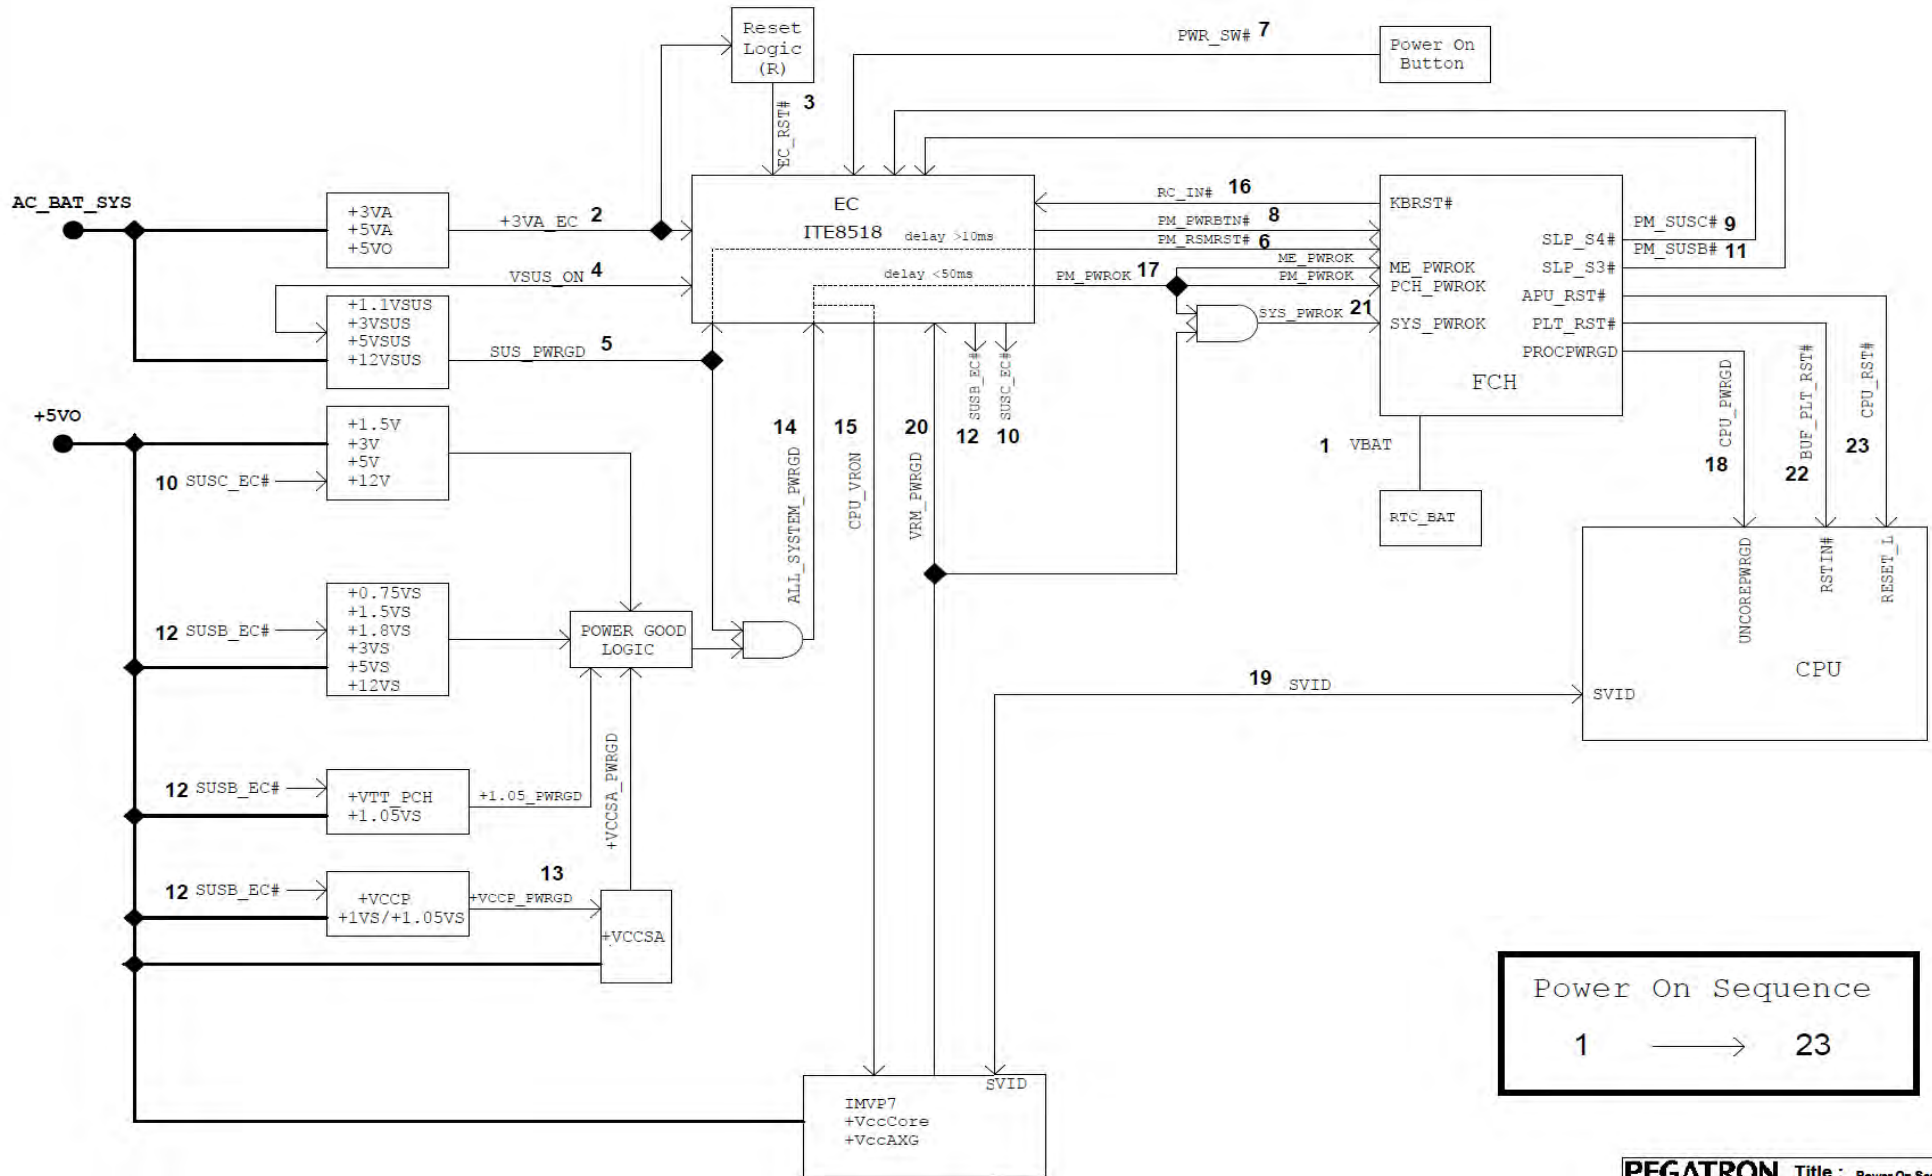 Reset
Logic
(R)
PWR_SW# 7
Power On
Button
EC_RST# 3
AC_BAT_SYS
+3VA
+5VA
+5VO
+3VA_EC 2
EC
ITE8518
delay >10ms
delay <50ms
VSUS_ON 4
+1.1VSUS
+3VSUS
+5VSUS
+12VSUS
SUS_PWRGD 5
RC_IN# 16
PM_PWRBTN# 8
PM_RSMRST# 6
ME_PWROK
PM_PWROK 17
PM_PWROK
SYS_PWROK 21
KBRST#
ME_PWROK
PCH_PWROK
SYS_PWROK
SLP_S4#
SLP_S3#
APU_RST#
PLT_RST#
PROCPWRGD
FCH
PM_SUSC# 9
PM_SUSB# 11
+5VO
+1.5V
+3V
+5V
+12V
10 SUSC_EC#
14
ALL_SYSTEM_PWRGD
15
CPU_VRON
20
VRM_PWRGD
SUSB_EC#
12
SUSC_EC#
10
1 VBAT
RTC_BAT
CPU_PWRGD
18
BUF_PLT_RST#
22
CPU_RST#
23
12 SUSB_EC#
+0.75VS
+1.5VS
+1.8VS
+3VS
+5VS
+12VS
POWER GOOD
LOGIC
UNCOREPWRGD
RSTIN#
RESET_L
CPU
SVID
19 SVID
12 SUSB_EC#
+VTT_PCH
+1.05VS
+1.05_PWRGD
+VCCSA_PWRGD
12 SUSB_EC#
+VCCP
+1VS/+1.05VS
13
+VCCP_PWRGD
+VCCSA
SVID
IMVP7
+VccCore
+VccAXG
Power On Sequence
1 23
PEGATRON Title : Power On